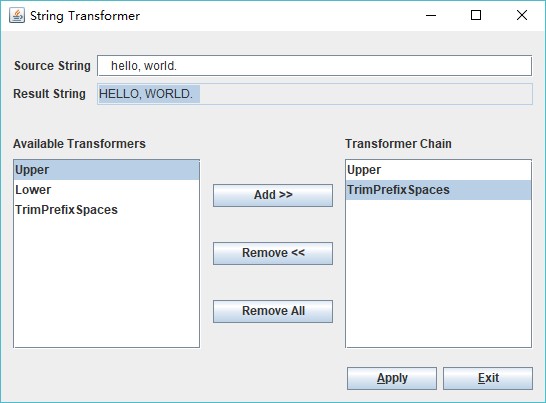 String Transformer
Source String hello, world.
Result String HELLO, WORLD.
Available Transformers
Upper
Lower
TrimPrefixSpaces
Add >>
Remove <<
Remove All
Transformer Chain
Upper
TrimPrefixSpaces
Apply Exit